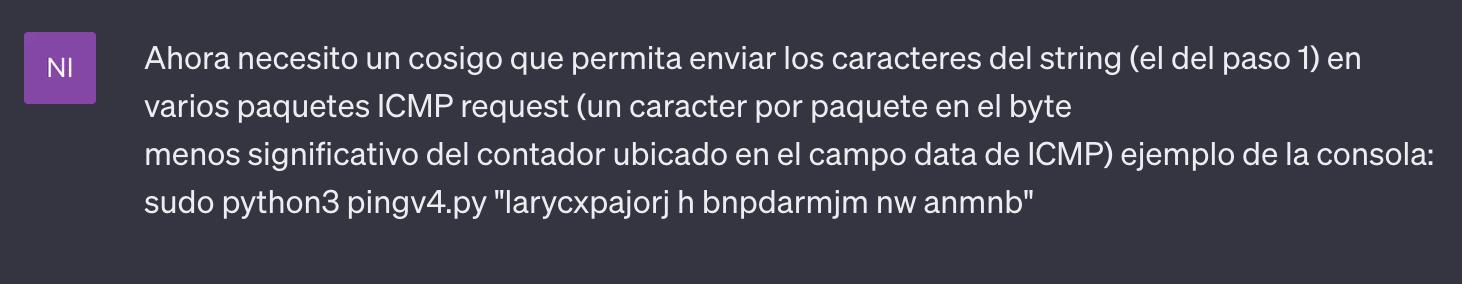 NI
Ahora necesito un cosigo que permita enviar los caracteres del string (el del paso 1) en
varios paquetes ICMP request (un caracter por paquete en el byte
menos significativo del contador ubicado en el campo data de ICMP) ejemplo de la consola:
sudo python3 pingv4.py "larycxpajorj h bnpdarmjm nw anmnb"